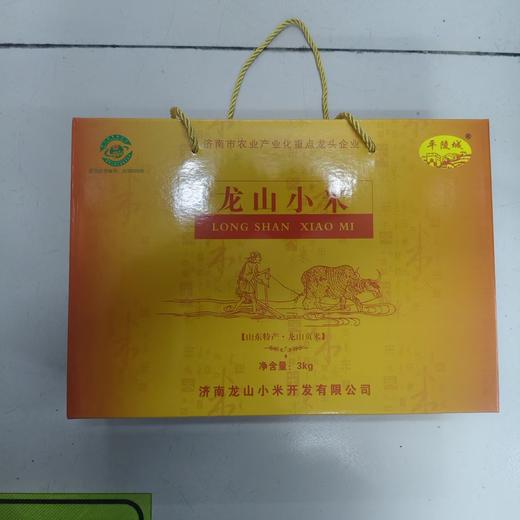 济南市农业产业化重点龙头企业
平陵城
®
龙山小米
LONG SHAN XIAO MI
【山东特产·龙山贡米】
净含量：3kg
济南龙山小米开发有限公司